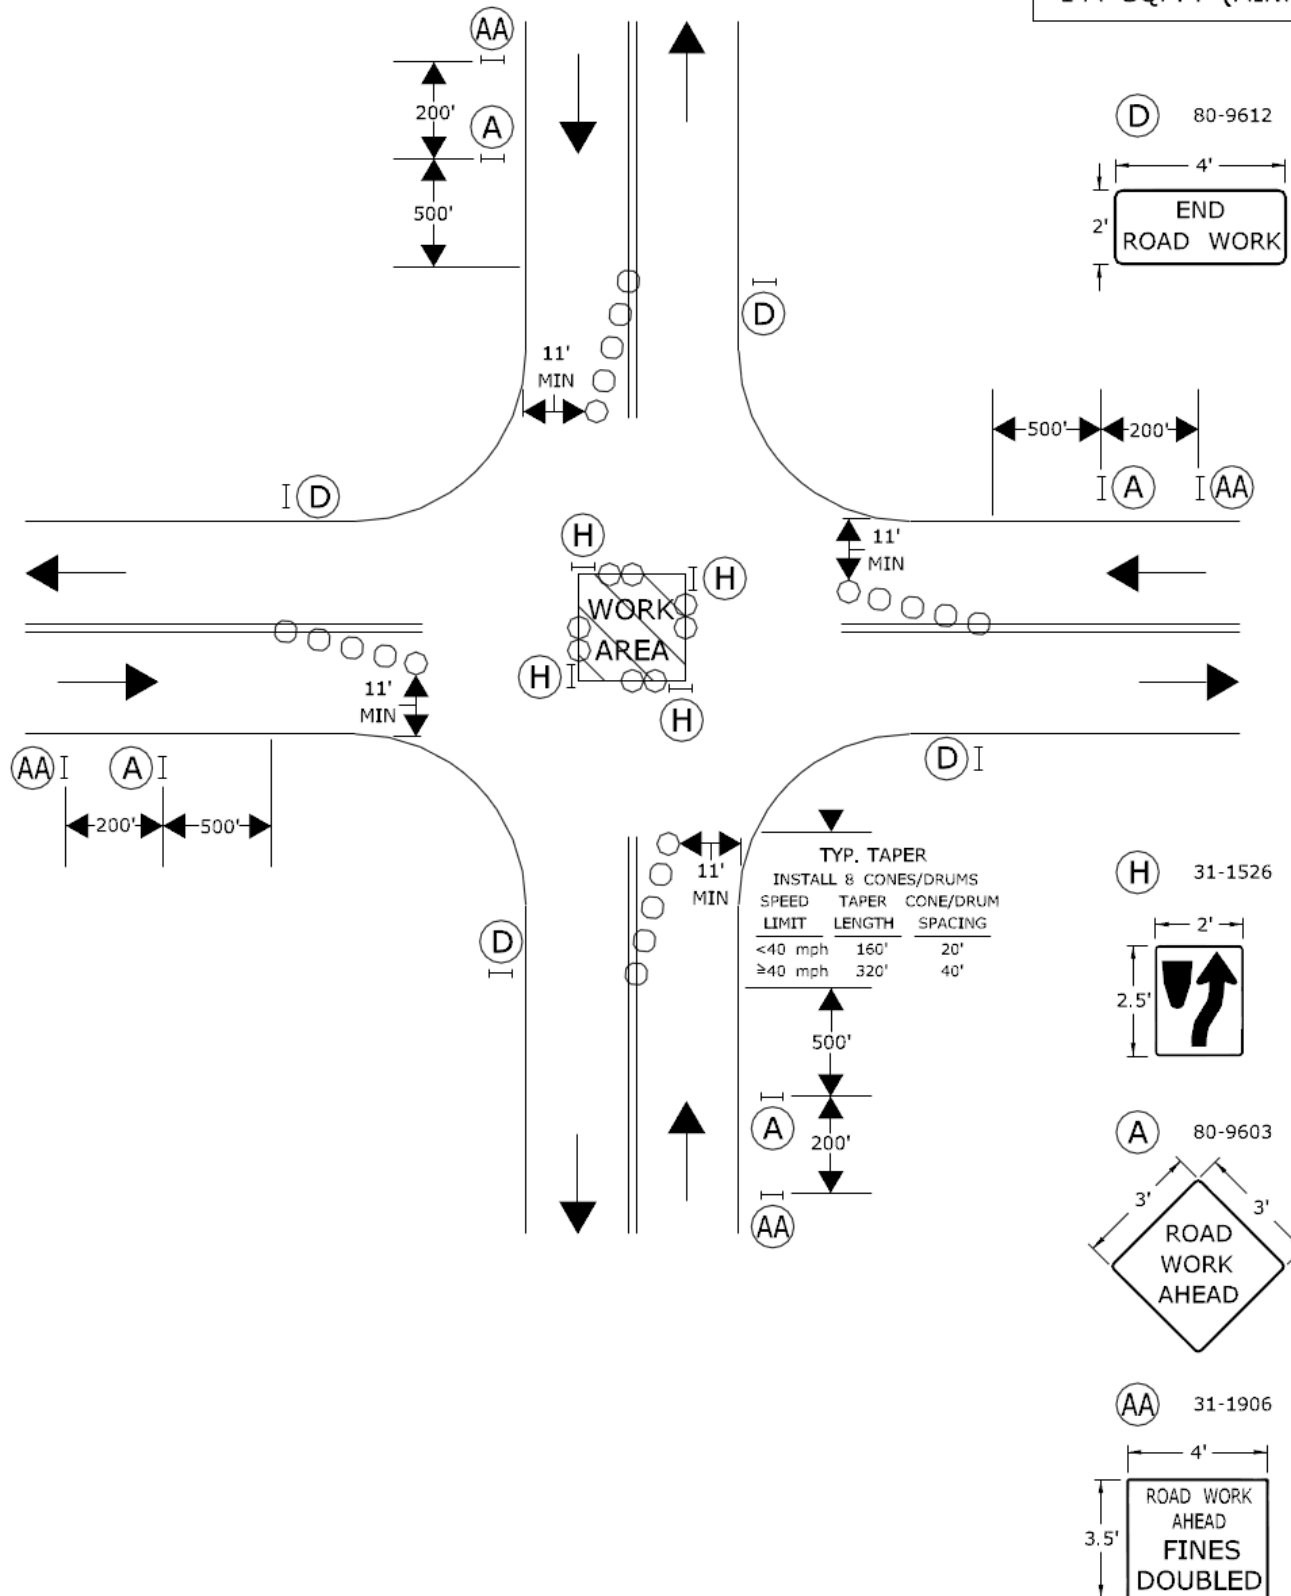 AA
200'
A
500'
D 80-9612
4'
2'
END
ROAD WORK
D
11'
MIN
500' 200'
A AA
D
11'
MIN
H
H
WORK
AREA
H
H
11'
MIN
AA A
200' 500'
D
11'
MIN
TYP. TAPER
INSTALL 8 CONES/DRUMS
SPEED TAPER CONE/DRUM
LIMIT LENGTH SPACING
<40 mph 160' 20'
≥40 mph 320' 40'
D
500'
A
200'
AA
H 31-1526
2'
2.5'
A 80-9603
3' 3'
ROAD
WORK
AHEAD
AA 31-1906
4'
3.5'
ROAD WORK
AHEAD
FINES
DOUBLED